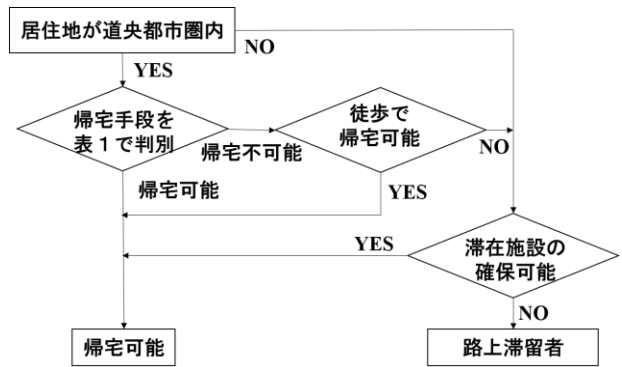 居住地が道央都市圏内
NO
YES
帰宅手段を
表１で判別
帰宅不可能
徒歩で
帰宅可能
NO
帰宅可能
YES
YES
滞在施設の
確保可能
NO
帰宅可能
路上滞留者